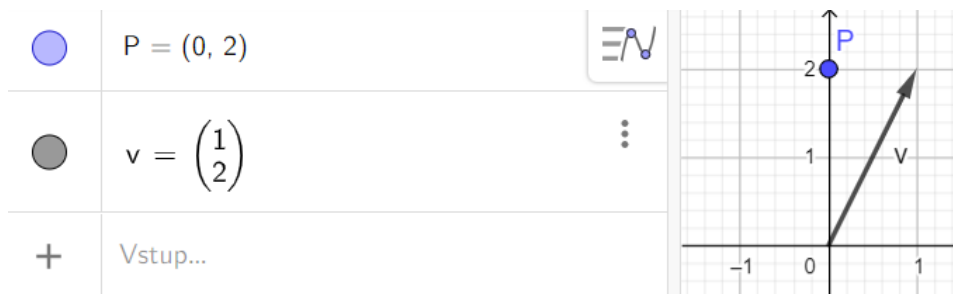 P = (0, 2)
v = (1
2)
+ Vstup...
P
2
1
v
−1 0 1